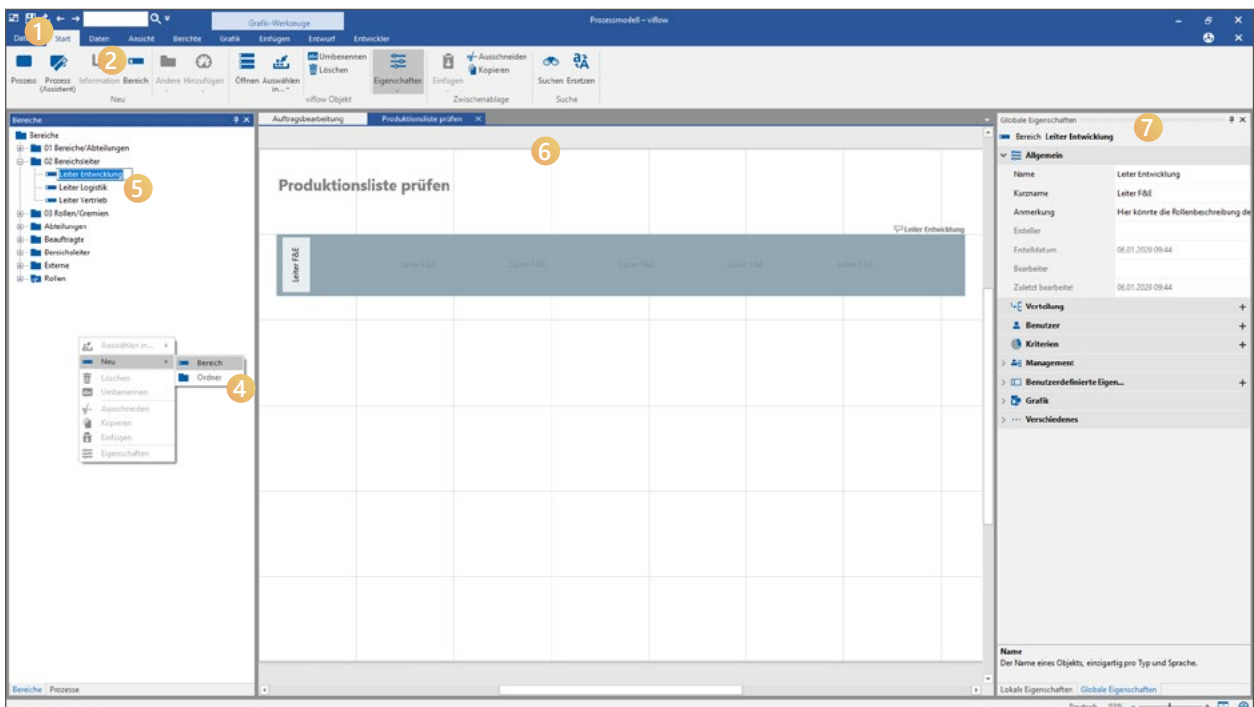 Grafik-Werkzeuge
Prozessmodell – viflow
1
Start Daten Ansicht Berichte Grafik Einfügen Entwurf Entwickler
2
Prozess Prozess (Assistent) Information Bereich Andere Hinzufügen
Neu
Öffnen Auswählen in...
Umbenennen
Löschen
Eigenschaften
viflow Objekt
Einfügen
Ausschneiden
Kopieren
Zwischenablage
Suchen Ersetzen
Suche
Bereiche
Bereiche
01 Bereiche/Abteilungen
02 Bereichsleiter
Leiter Entwicklung
Leiter Logistik
5
Leiter Vertrieb
03 Rollen/Gremien
Abteilungen
Beauftragte
Bereichsleiter
Externe
Rollen
Auswählen in...
Neu
Löschen
Umbenennen
Ausschneiden
Kopieren
Einfügen
Eigenschaften
Bereich
Ordner
4
Bereiche Prozesse
Auftragsbearbeitung Produktionsliste prüfen
6
Produktionsliste prüfen
Leiter Entwicklung
Leiter F&E
Leiter F&E Leiter F&E Leiter F&E Leiter F&E Leiter F&E
Globale Eigenschaften
7
Bereich Leiter Entwicklung
Allgemein
Name Leiter Entwicklung
Kurzname Leiter F&E
Anmerkung Hier könnte die Rollenbeschreibung de
Ersteller
Erstelldatum 06.01.2020 09:44
Bearbeiter
Zuletzt bearbeitet 06.01.2020 09:44
Verteilung +
Benutzer +
Kriterien +
Management
Benutzerdefinierte Eigen... +
Grafik
Verschiedenes
Name
Der Name eines Objekts, einzigartig pro Typ und Sprache.
Lokale Eigenschaften Globale Eigenschaften
Deutsch